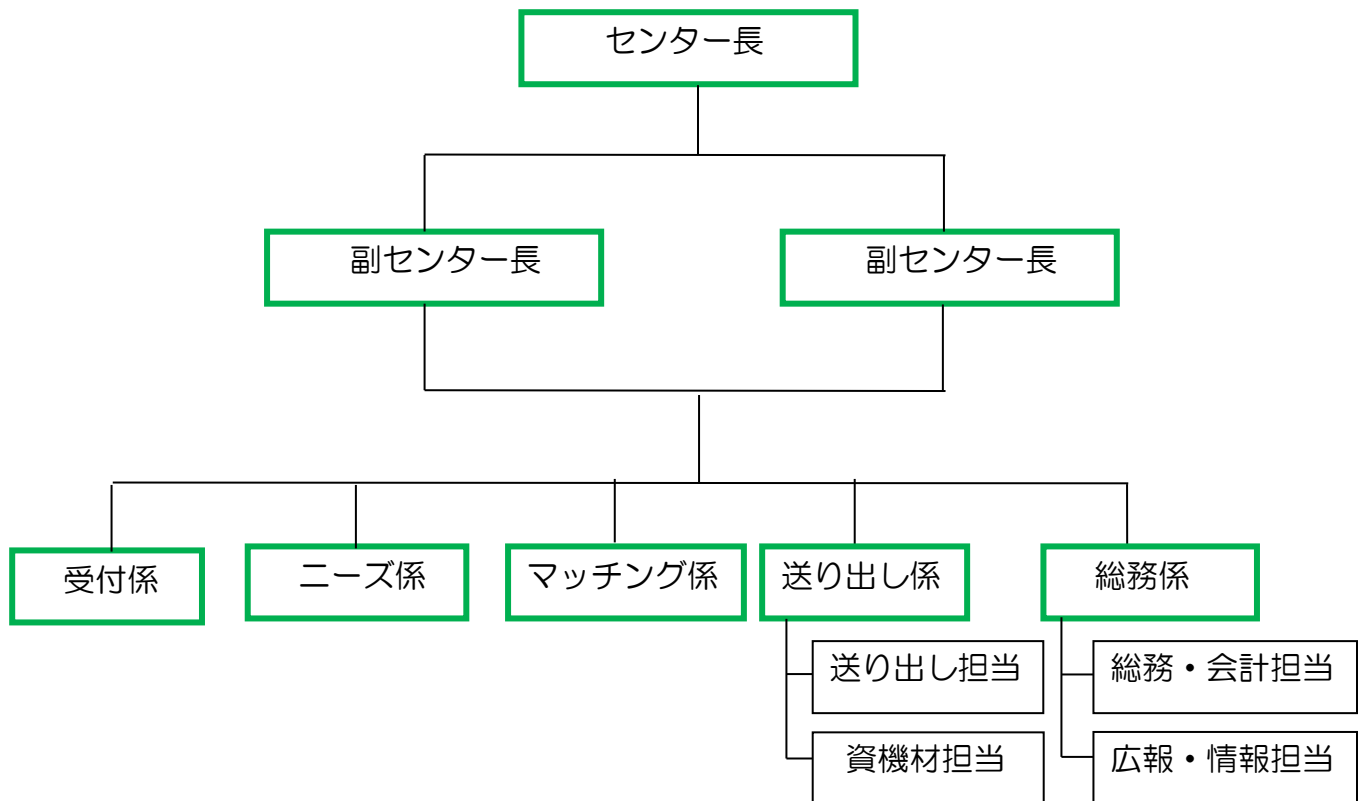 センター長
副センター長
副センター長
受付係
ニーズ係
マッチング係
送り出し係
総務係
送り出し担当
総務・会計担当
資機材担当
広報・情報担当